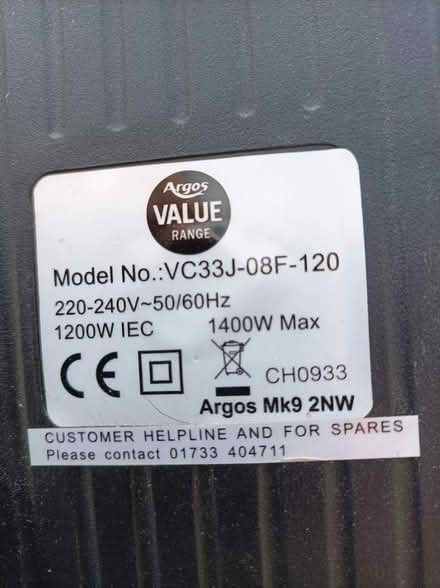 Argos
VALUE
RANGE
Model No.:VC33J-08F-120
220-240V~50/60Hz
1200W IEC 1400W Max
CE CH0933
Argos Mk9 2NW
CUSTOMER HELPLINE AND FOR SPARES
Please contact 01733 404711